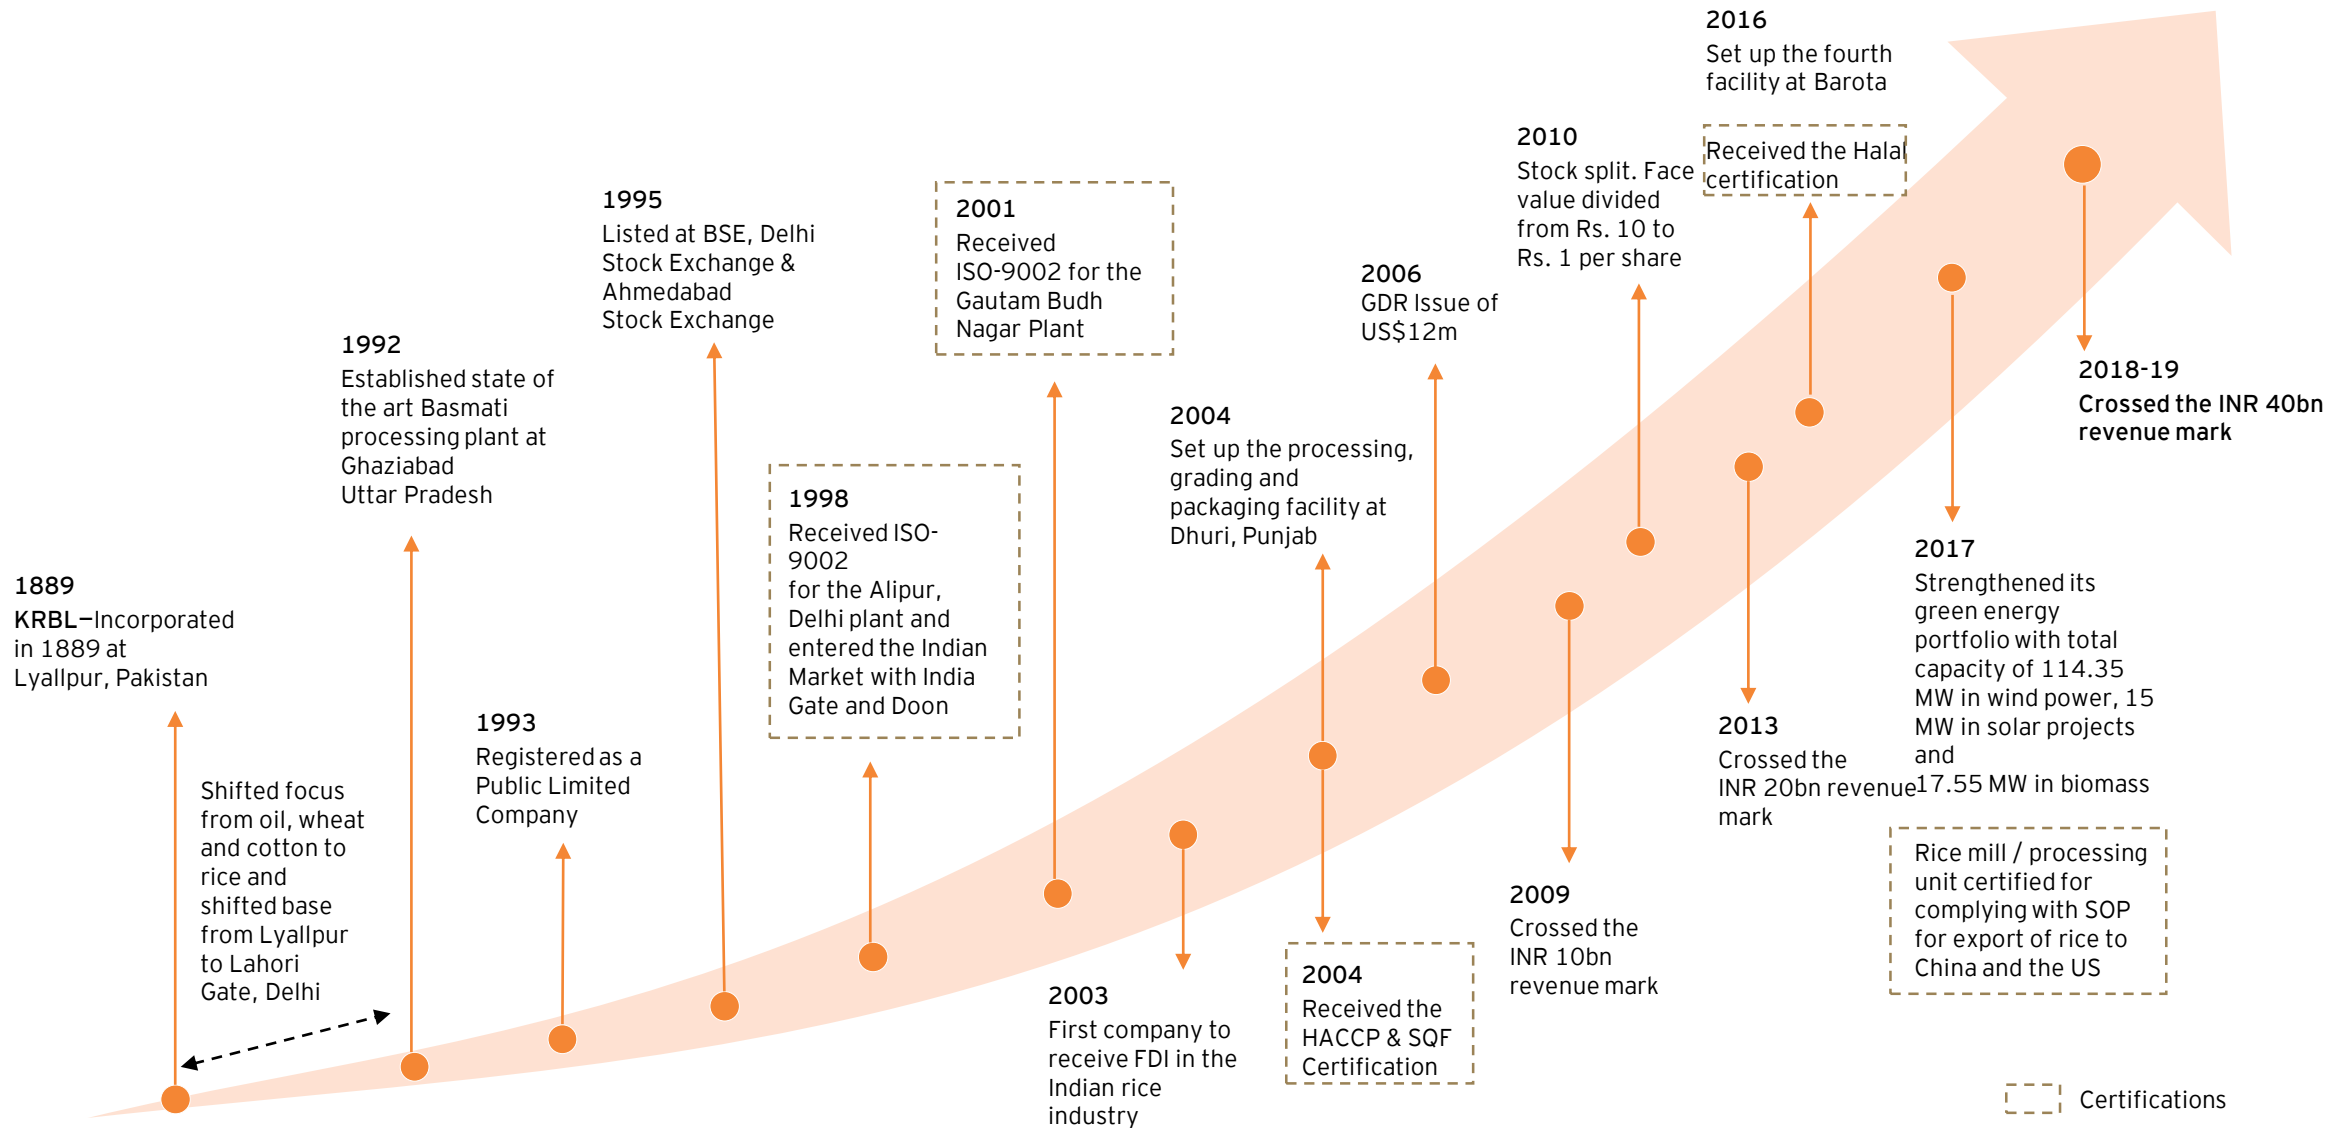 1889
KRBL–Incorporated
in 1889 at
Lyallpur, Pakistan
Shifted focus
from oil, wheat
and cotton to
rice and
shifted base
from Lyallpur
to Lahori
Gate, Delhi
1992
Established state of
the art Basmati
processing plant at
Ghaziabad
Uttar Pradesh
1993
Registered as a
Public Limited
Company
1995
Listed at BSE, Delhi
Stock Exchange &
Ahmedabad
Stock Exchange
1998
Received ISO-
9002
for the Alipur,
Delhi plant and
entered the Indian
Market with India
Gate and Doon
2001
Received
ISO-9002 for the
Gautam Budh
Nagar Plant
2003
First company to
receive FDI in the
Indian rice
industry
2004
Set up the processing,
grading and
packaging facility at
Dhuri, Punjab
2004
Received the
HACCP & SQF
Certification
2006
GDR Issue of
US$12m
2009
Crossed the
INR 10bn
revenue mark
2010
Stock split. Face
value divided
from Rs. 10 to
Rs. 1 per share
2013
Crossed the
INR 20bn revenue
mark
2016
Set up the fourth
facility at Barota
Received the Halal
certification
2017
Strengthened its
green energy
portfolio with total
capacity of 114.35
MW in wind power, 15
MW in solar projects
and
17.55 MW in biomass
Rice mill / processing
unit certified for
complying with SOP
for export of rice to
China and the US
2018-19
Crossed the INR 40bn
revenue mark
Certifications